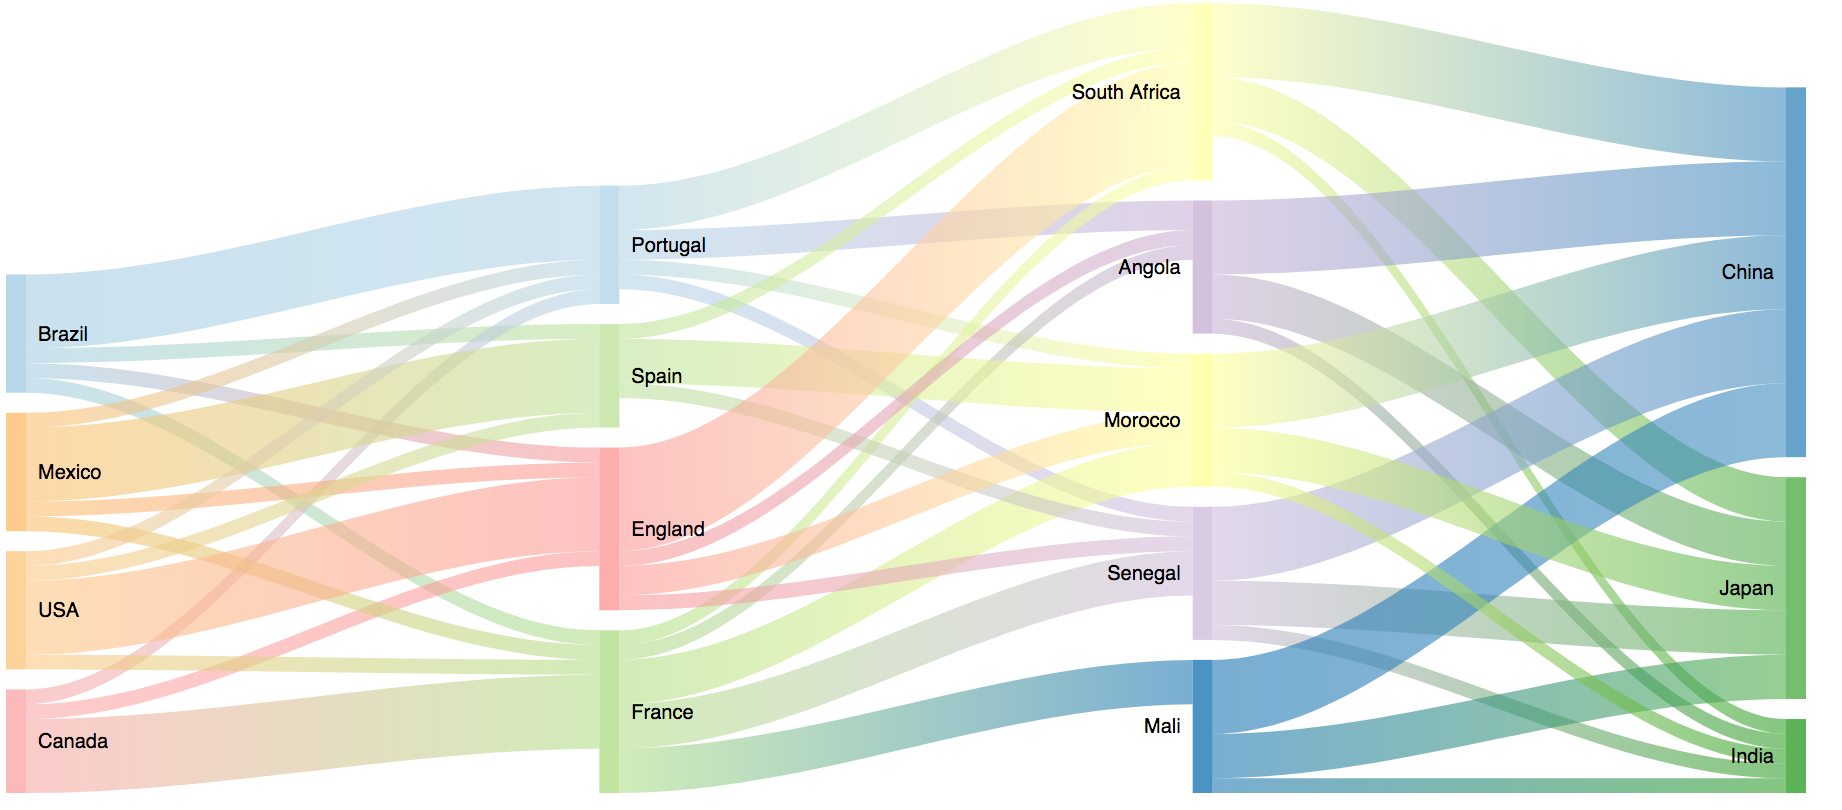 Brazil
Mexico
USA
Canada
Portugal
Spain
England
France
South Africa
Angola
Morocco
Senegal
Mali
China
Japan
India